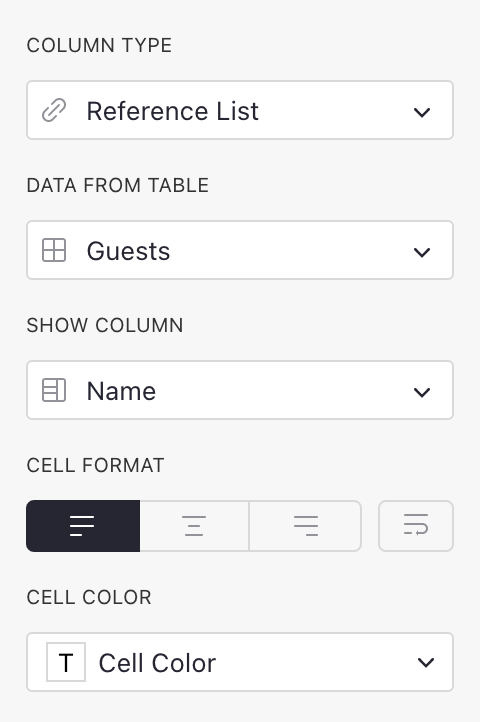 COLUMN TYPE
Reference List
DATA FROM TABLE
Guests
SHOW COLUMN
Name
CELL FORMAT
CELL COLOR
T Cell Color